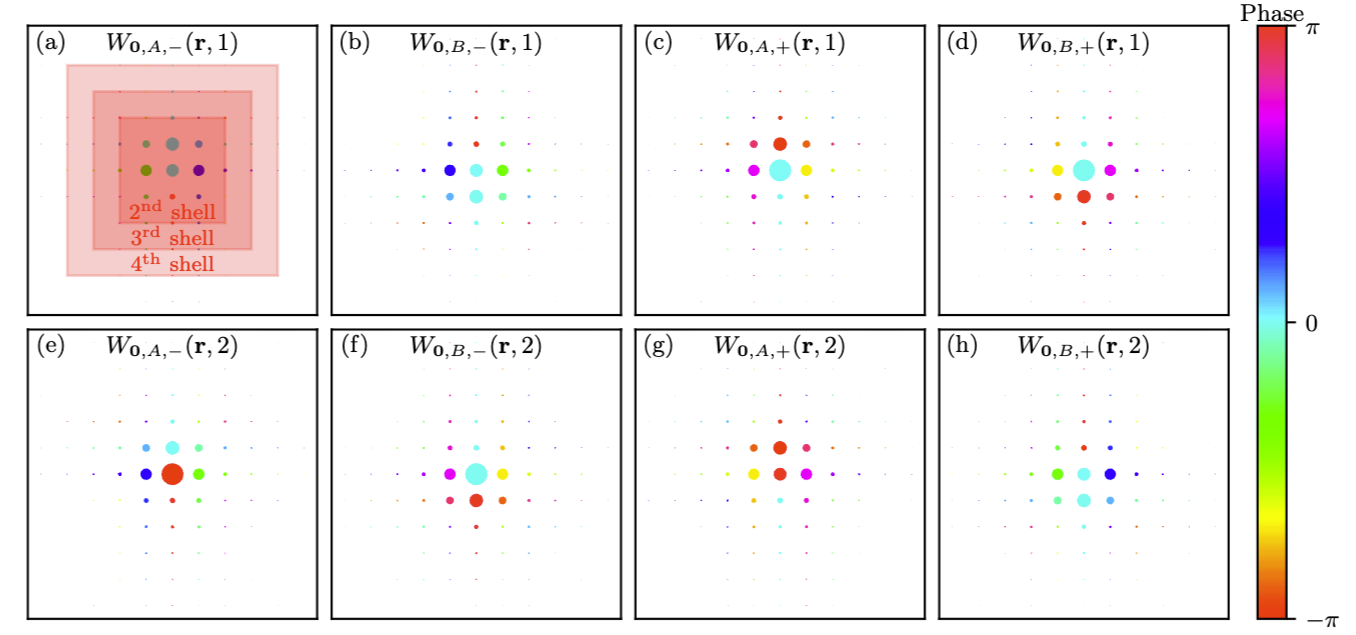 Phase
(a) W₀,A,−(r, 1)
(b) W₀,B,−(r, 1)
(c) W₀,A,+(r, 1)
(d) W₀,B,+(r, 1)
π
2ⁿᵈ shell
3ʳᵈ shell
4ᵗʰ shell
0
(e) W₀,A,−(r, 2)
(f) W₀,B,−(r, 2)
(g) W₀,A,+(r, 2)
(h) W₀,B,+(r, 2)
−π